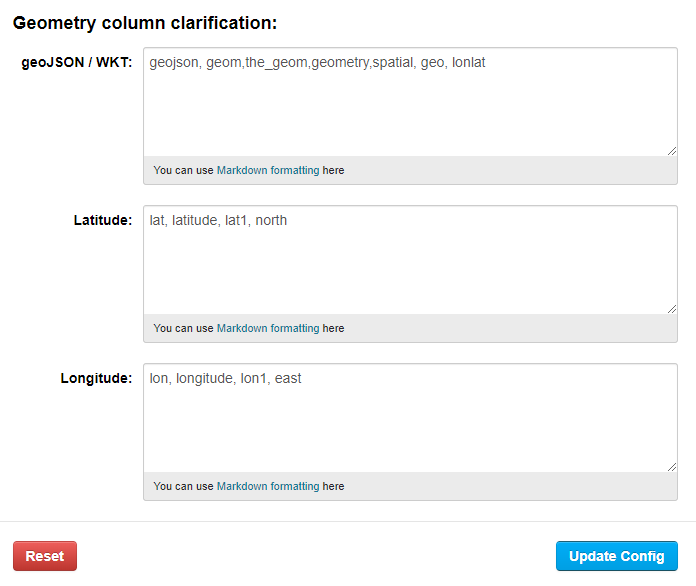 Geometry column clarification:
geoJSON / WKT:
geojson, geom,the_geom,geometry,spatial, geo, lonlat
You can use Markdown formatting here
Latitude:
lat, latitude, lat1, north
You can use Markdown formatting here
Longitude:
lon, longitude, lon1, east
You can use Markdown formatting here
Reset
Update Config